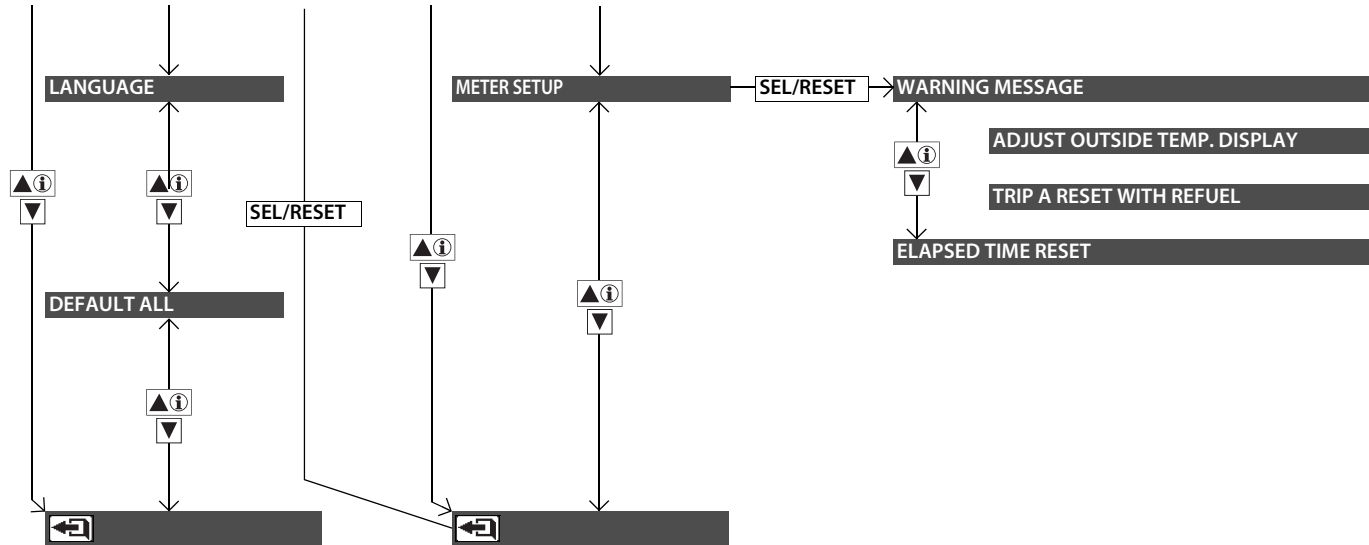 LANGUAGE
METER SETUP
SEL/RESET
WARNING MESSAGE
ADJUST OUTSIDE TEMP. DISPLAY
TRIP A RESET WITH REFUEL
SEL/RESET
ELAPSED TIME RESET
DEFAULT ALL